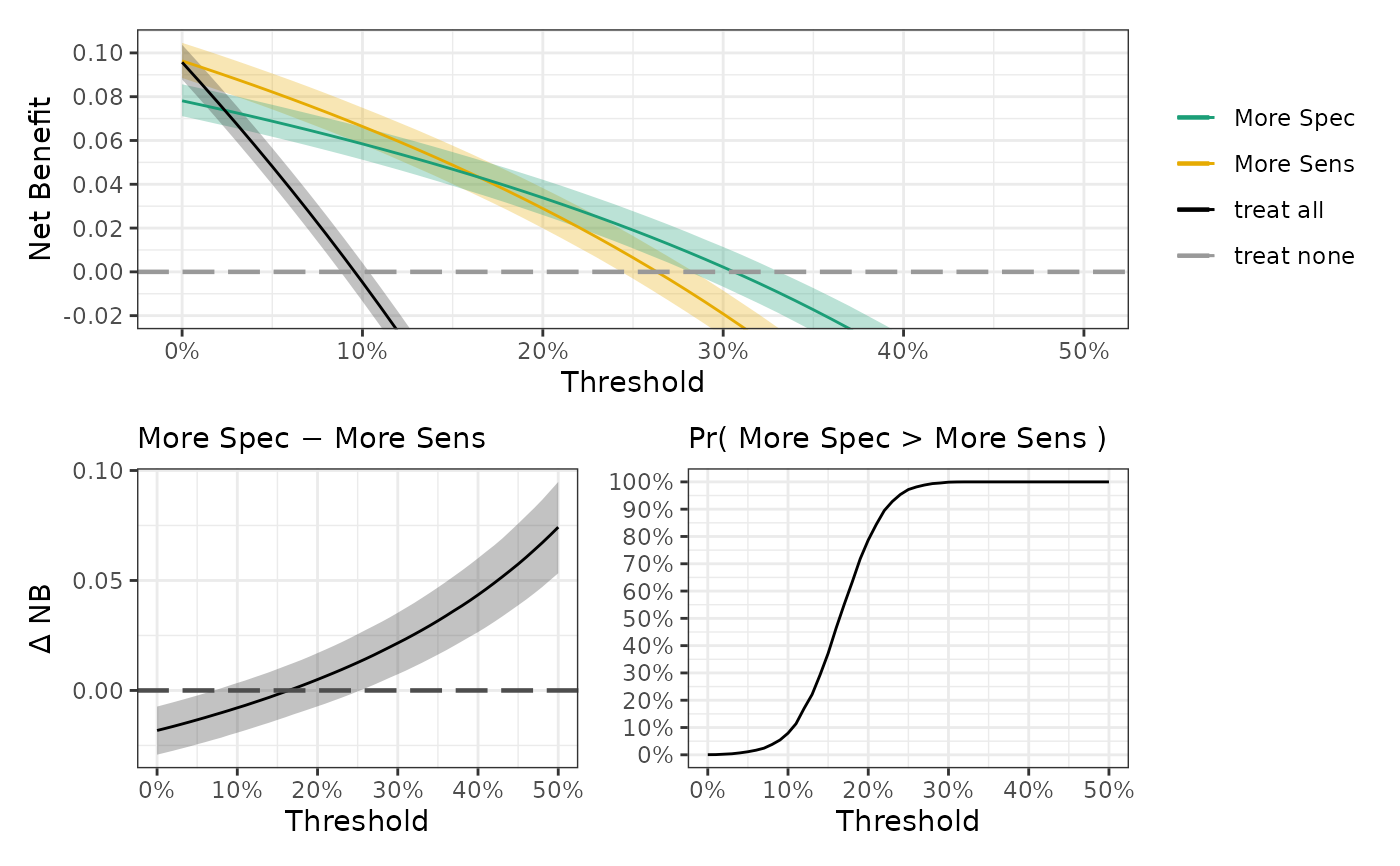 0.10
0.08
0.06
0.04
0.02
0.00
-0.02
Net Benefit
0% 10% 20% 30% 40% 50%
Threshold
More Spec
More Sens
treat all
treat none
More Spec − More Sens
0.10
0.05
0.00
Δ NB
0% 10% 20% 30% 40% 50%
Threshold
Pr( More Spec > More Sens )
100%
90%
80%
70%
60%
50%
40%
30%
20%
10%
0%
0% 10% 20% 30% 40% 50%
Threshold